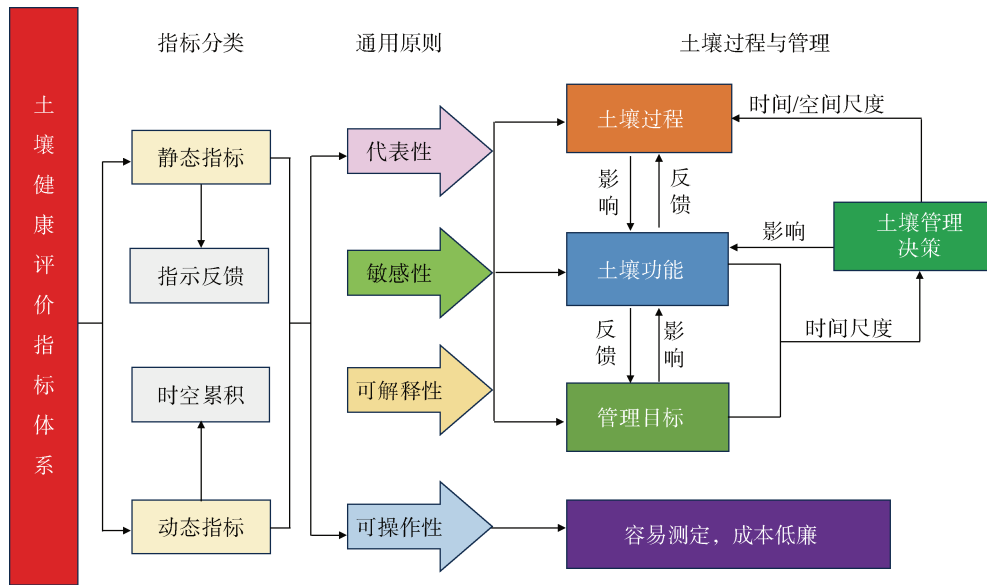 土壤健康评价指标体系
指标分类
通用原则
土壤过程与管理
静态指标
指示反馈
时空累积
动态指标
代表性
敏感性
可解释性
可操作性
土壤过程
影响
反馈
土壤功能
反馈
影响
管理目标
容易测定，成本低廉
时间/空间尺度
影响
土壤管理
决策
时间尺度